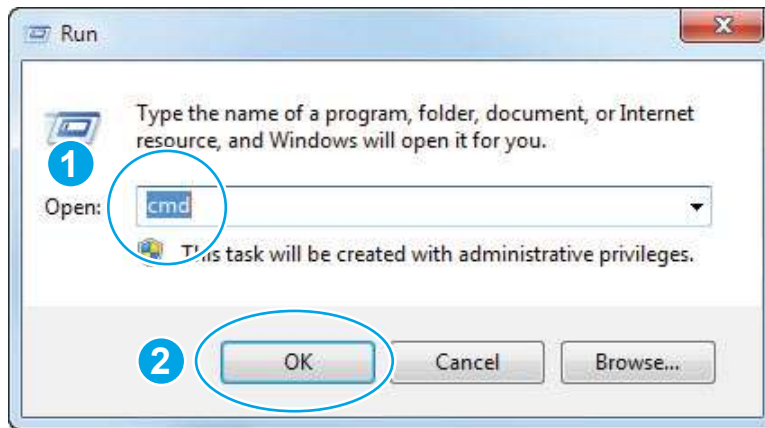 Run
Type the name of a program, folder, document, or Internet
resource, and Windows will open it for you.
1
Open: cmd
This task will be created with administrative privileges.
2 OK Cancel Browse...